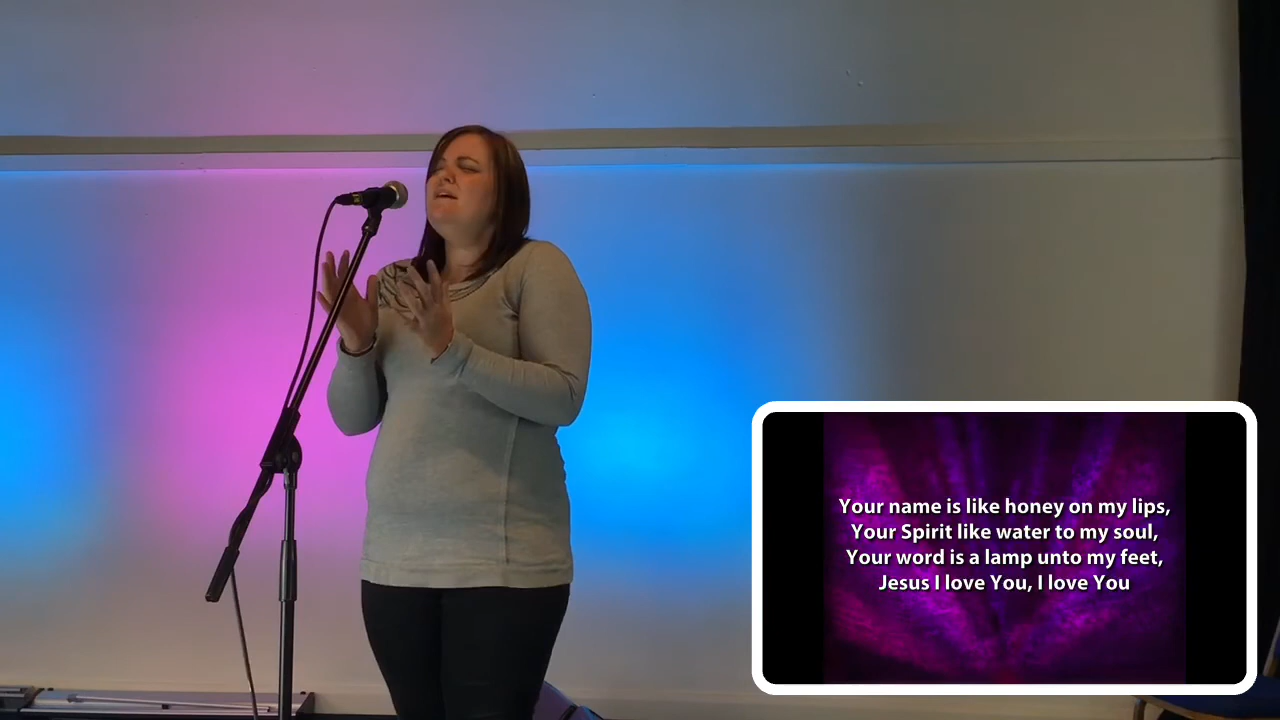 Your name is like honey on my lips,
Your Spirit like water to my soul,
Your word is a lamp unto my feet,
Jesus I love You, I love You